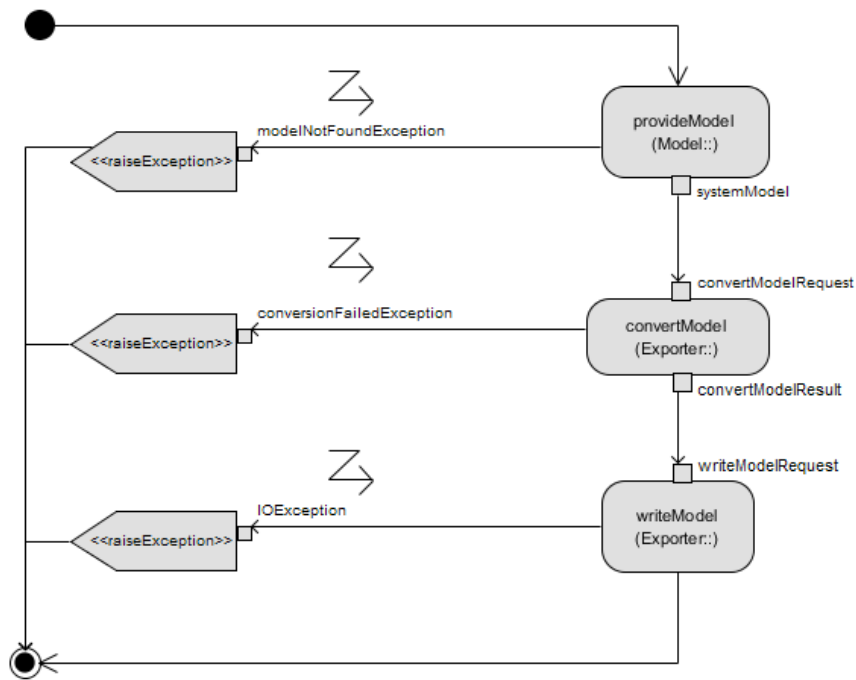 provideModel
(Model::)
modelNotFoundException
<<raiseException>>
systemModel
convertModelRequest
conversionFailedException
convertModel
(Exporter::)
<<raiseException>>
convertModelResult
writeModelRequest
IOException
writeModel
(Exporter::)
<<raiseException>>